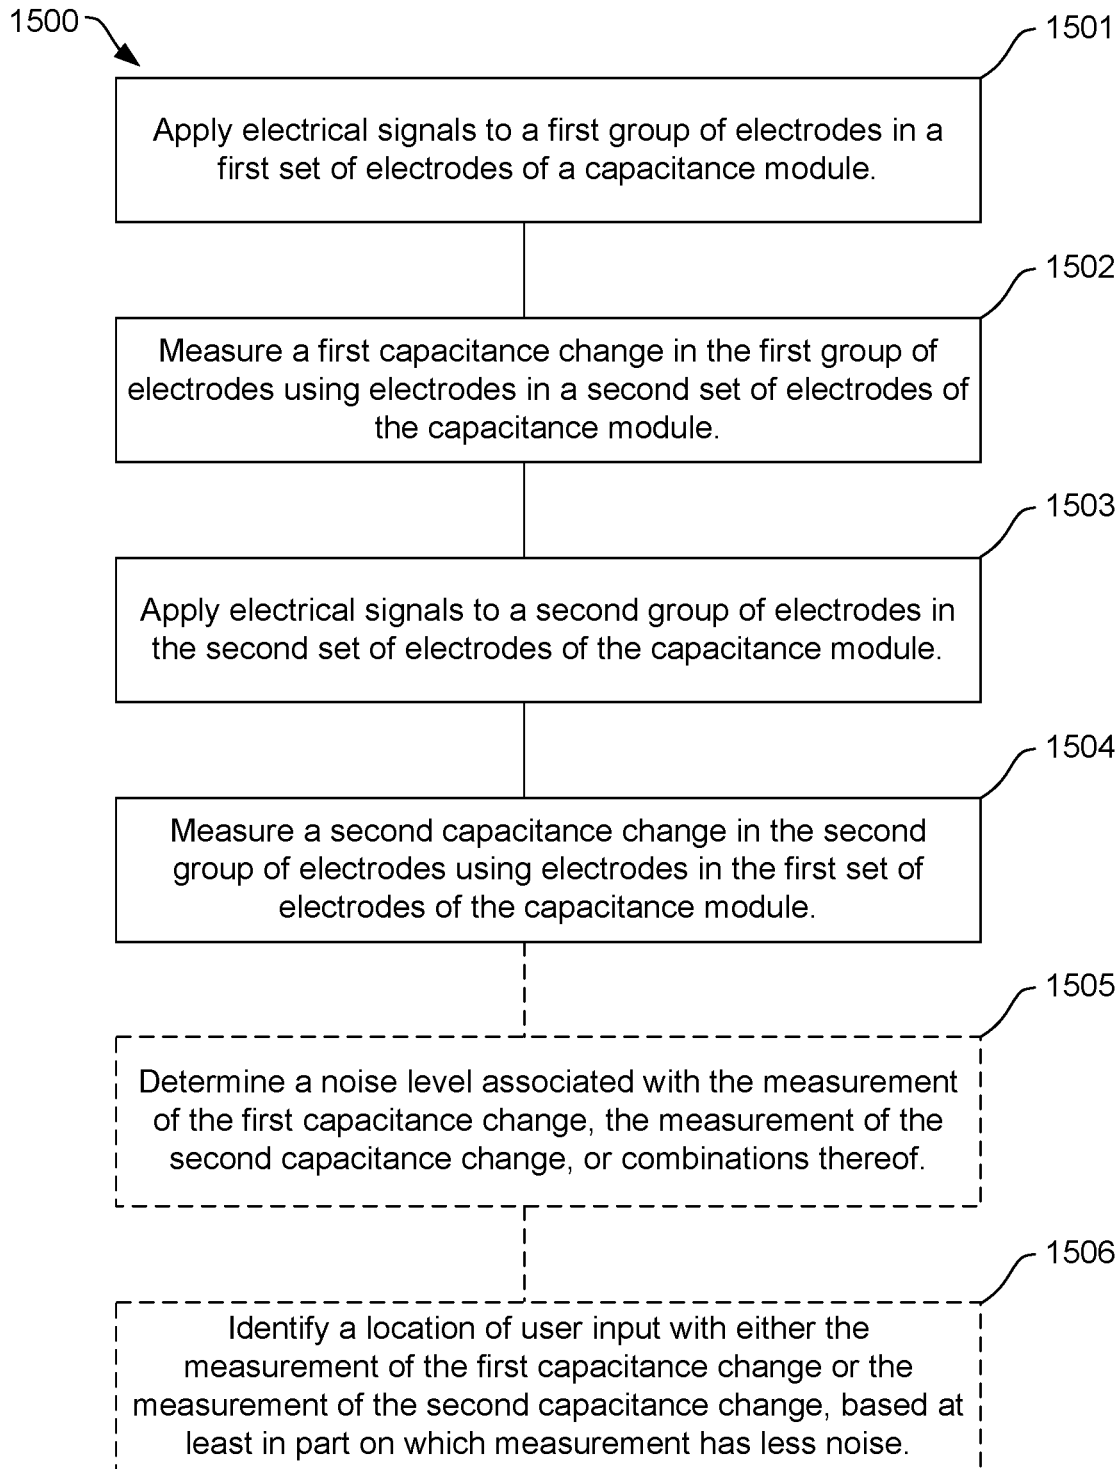 1500
1501
Apply electrical signals to a first group of electrodes in a
first set of electrodes of a capacitance module.
1502
Measure a first capacitance change in the first group of
electrodes using electrodes in a second set of electrodes of
the capacitance module.
1503
Apply electrical signals to a second group of electrodes in
the second set of electrodes of the capacitance module.
1504
Measure a second capacitance change in the second
group of electrodes using electrodes in the first set of
electrodes of the capacitance module.
1505
Determine a noise level associated with the measurement
of the first capacitance change, the measurement of the
second capacitance change, or combinations thereof.
1506
Identify a location of user input with either the
measurement of the first capacitance change or the
measurement of the second capacitance change, based at
least in part on which measurement has less noise.